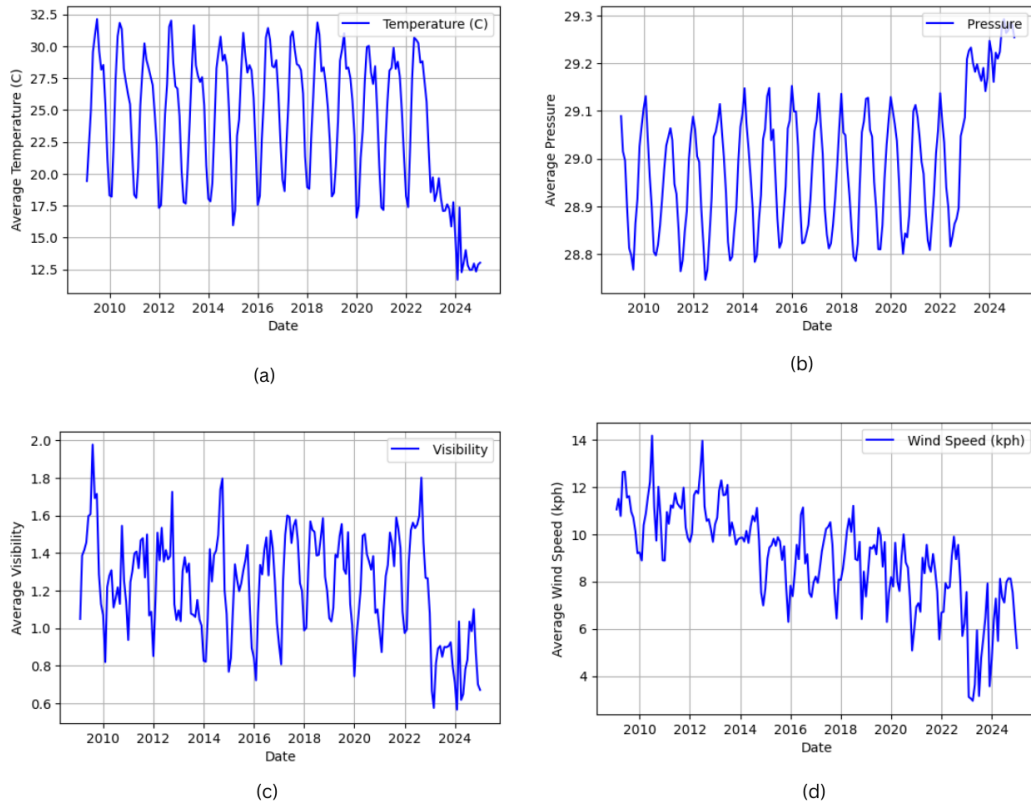 Temperature (C)
Average Temperature (C)
32.5
30.0
27.5
25.0
22.5
20.0
17.5
15.0
12.5
2010 2012 2014 2016 2018 2020 2022 2024
Date
(a)
Pressure
Average Pressure
29.3
29.2
29.1
29.0
28.9
28.8
2010 2012 2014 2016 2018 2020 2022 2024
Date
(b)
Visibility
Average Visibility
2.0
1.8
1.6
1.4
1.2
1.0
0.8
0.6
2010 2012 2014 2016 2018 2020 2022 2024
Date
(c)
Wind Speed (kph)
Average Wind Speed (kph)
14
12
10
8
6
4
2010 2012 2014 2016 2018 2020 2022 2024
Date
(d)